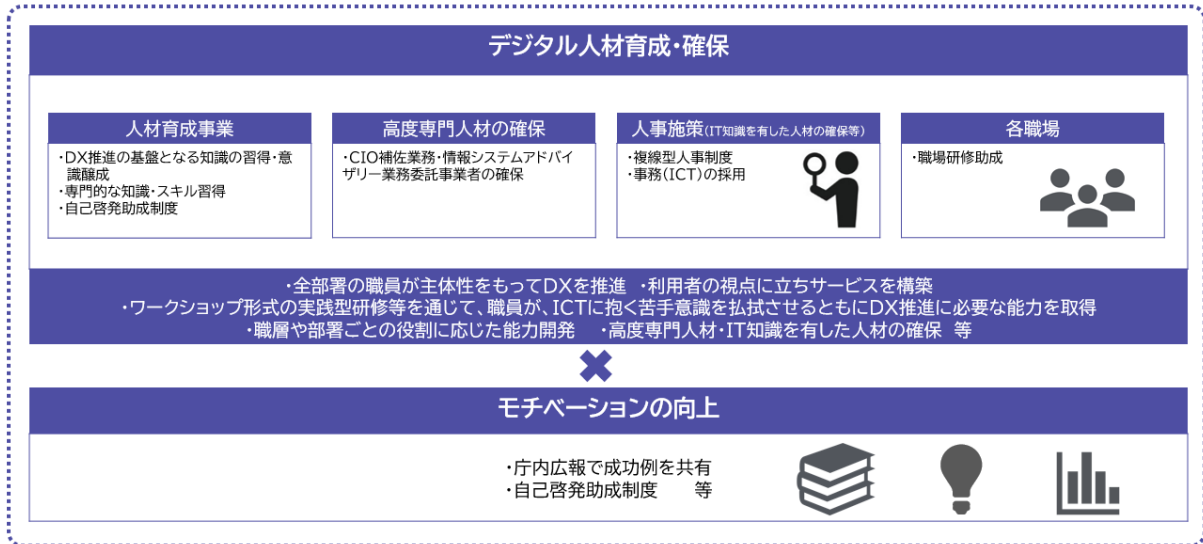 デジタル人材育成・確保
人材育成事業
・DX推進の基盤となる知識の習得・意
識醸成
・専門的な知識・スキル習得
・自己啓発助成制度
高度専門人材の確保
・CIO補佐業務・情報システムアドバイ
ザリー業務委託事業者の確保
人事施策(IT知識を有した人材の確保等)
・複線型人事制度
・事務(ICT)の採用
各職場
・職場研修助成
・全部署の職員が主体性をもってDXを推進　・利用者の視点に立ちサービスを構築
・ワークショップ形式の実践型研修等を通じて、職員が、ICTに抱く苦手意識を払拭させるともにDX推進に必要な能力を取得
・職層や部署ごとの役割に応じた能力開発　・高度専門人材・IT知識を有した人材の確保　等
モチベーションの向上
・庁内広報で成功例を共有
・自己啓発助成制度　　等